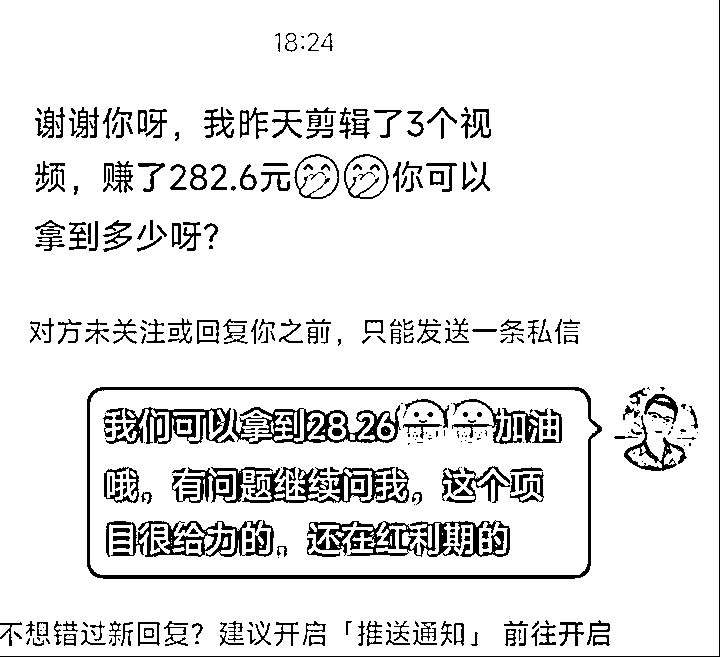 18:24
谢谢你呀，我昨天剪辑了3个视
频，赚了282.6元🤭🤭你可以
拿到多少呀？
对方未关注或回复你之前，只能发送一条私信
我们可以拿到28.26加油
哦。有问题继续问我。这个项
目很给力的。还在红利期的
不想错过新回复？建议开启「推送通知」 前往开启